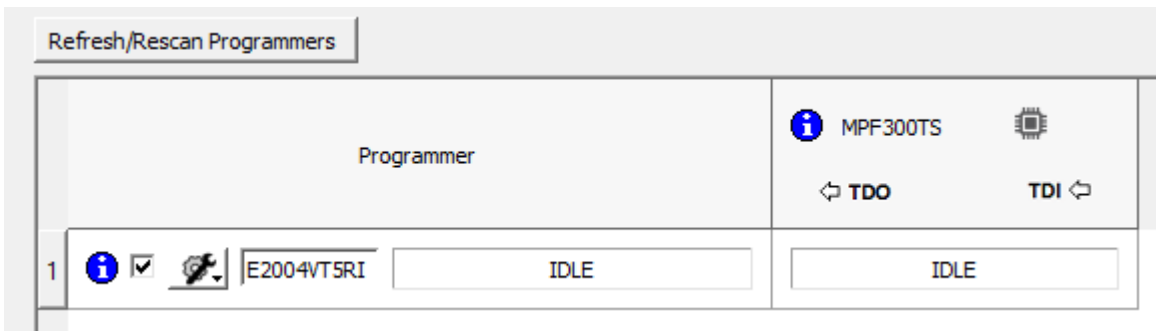 Refresh/Rescan Programmers
Programmer
MPF300TS
TDO TDI
1 E2004VT5RI IDLE IDLE